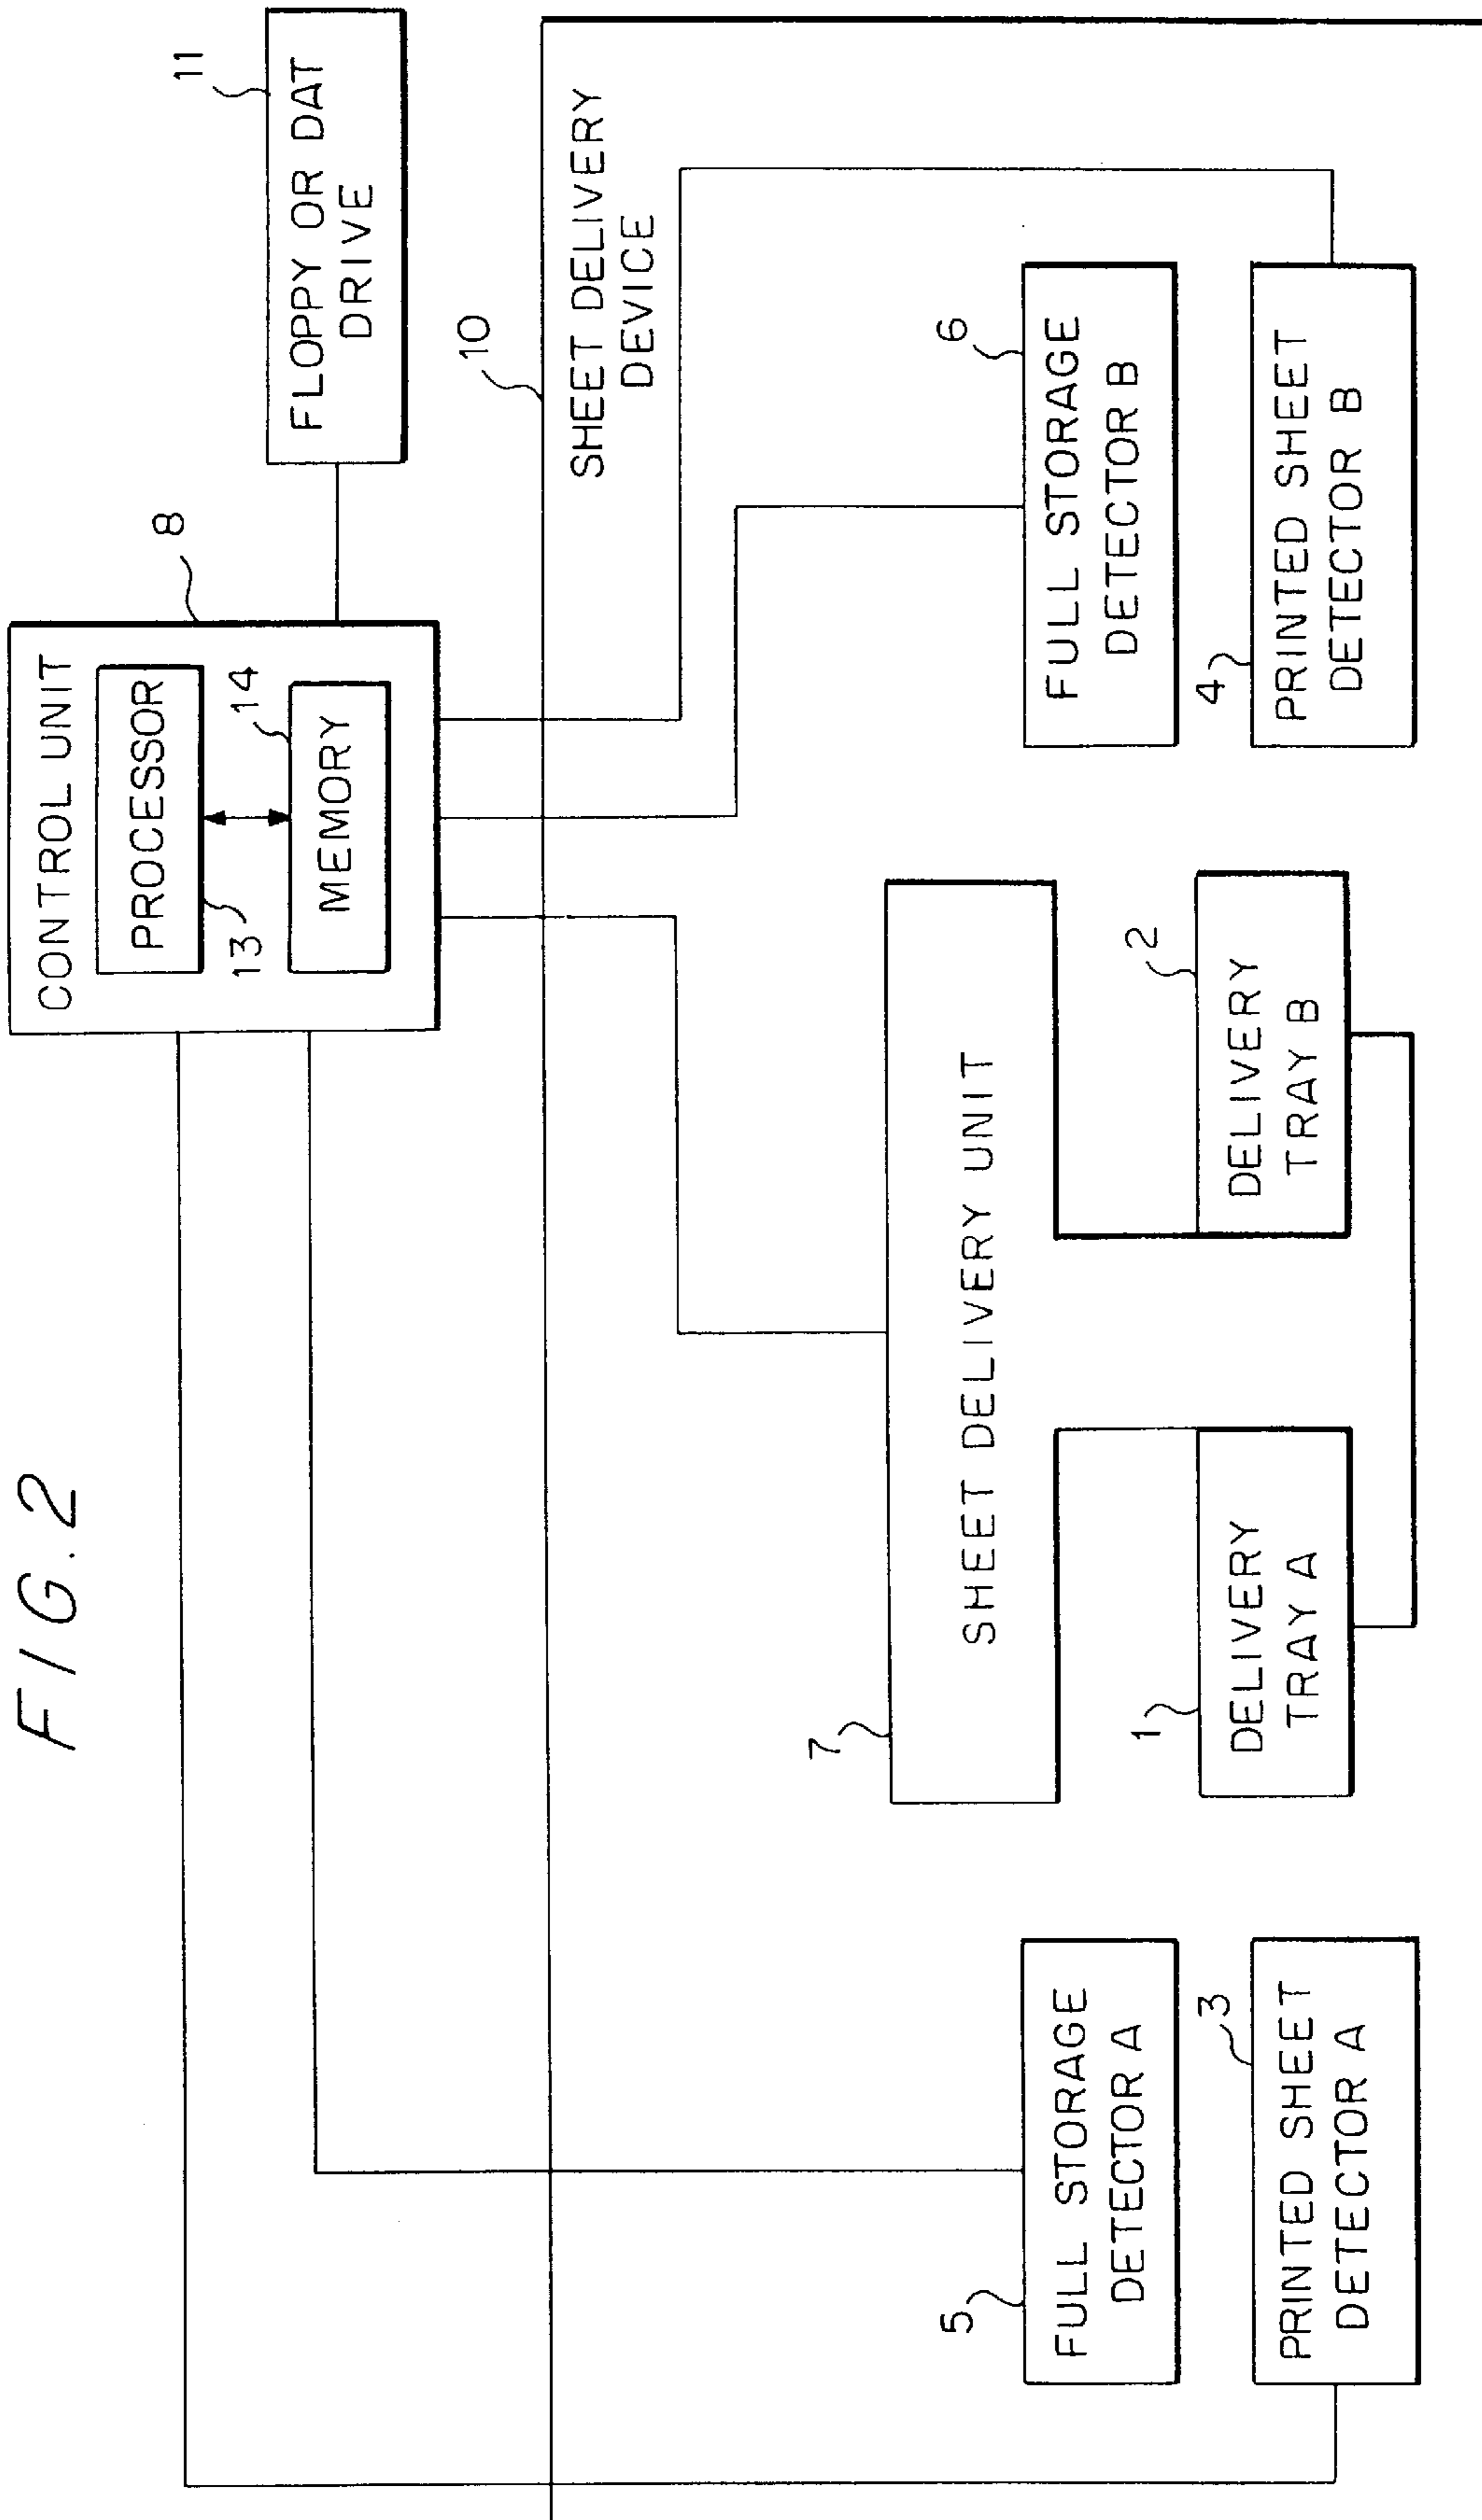 FIG.2
CONTROL UNIT
8
PROCESSOR
13
14
MEMORY
11
FLOPPY OR DAT
DRIVE
10
SHEET DELIVERY
DEVICE
7
SHEET DELIVERY UNIT
5
FULL STORAGE
DETECTOR A
3
PRINTED SHEET
DETECTOR A
1
DELIVERY
TRAY A
2
DELIVERY
TRAY B
6
FULL STORAGE
DETECTOR B
4
PRINTED SHEET
DETECTOR B